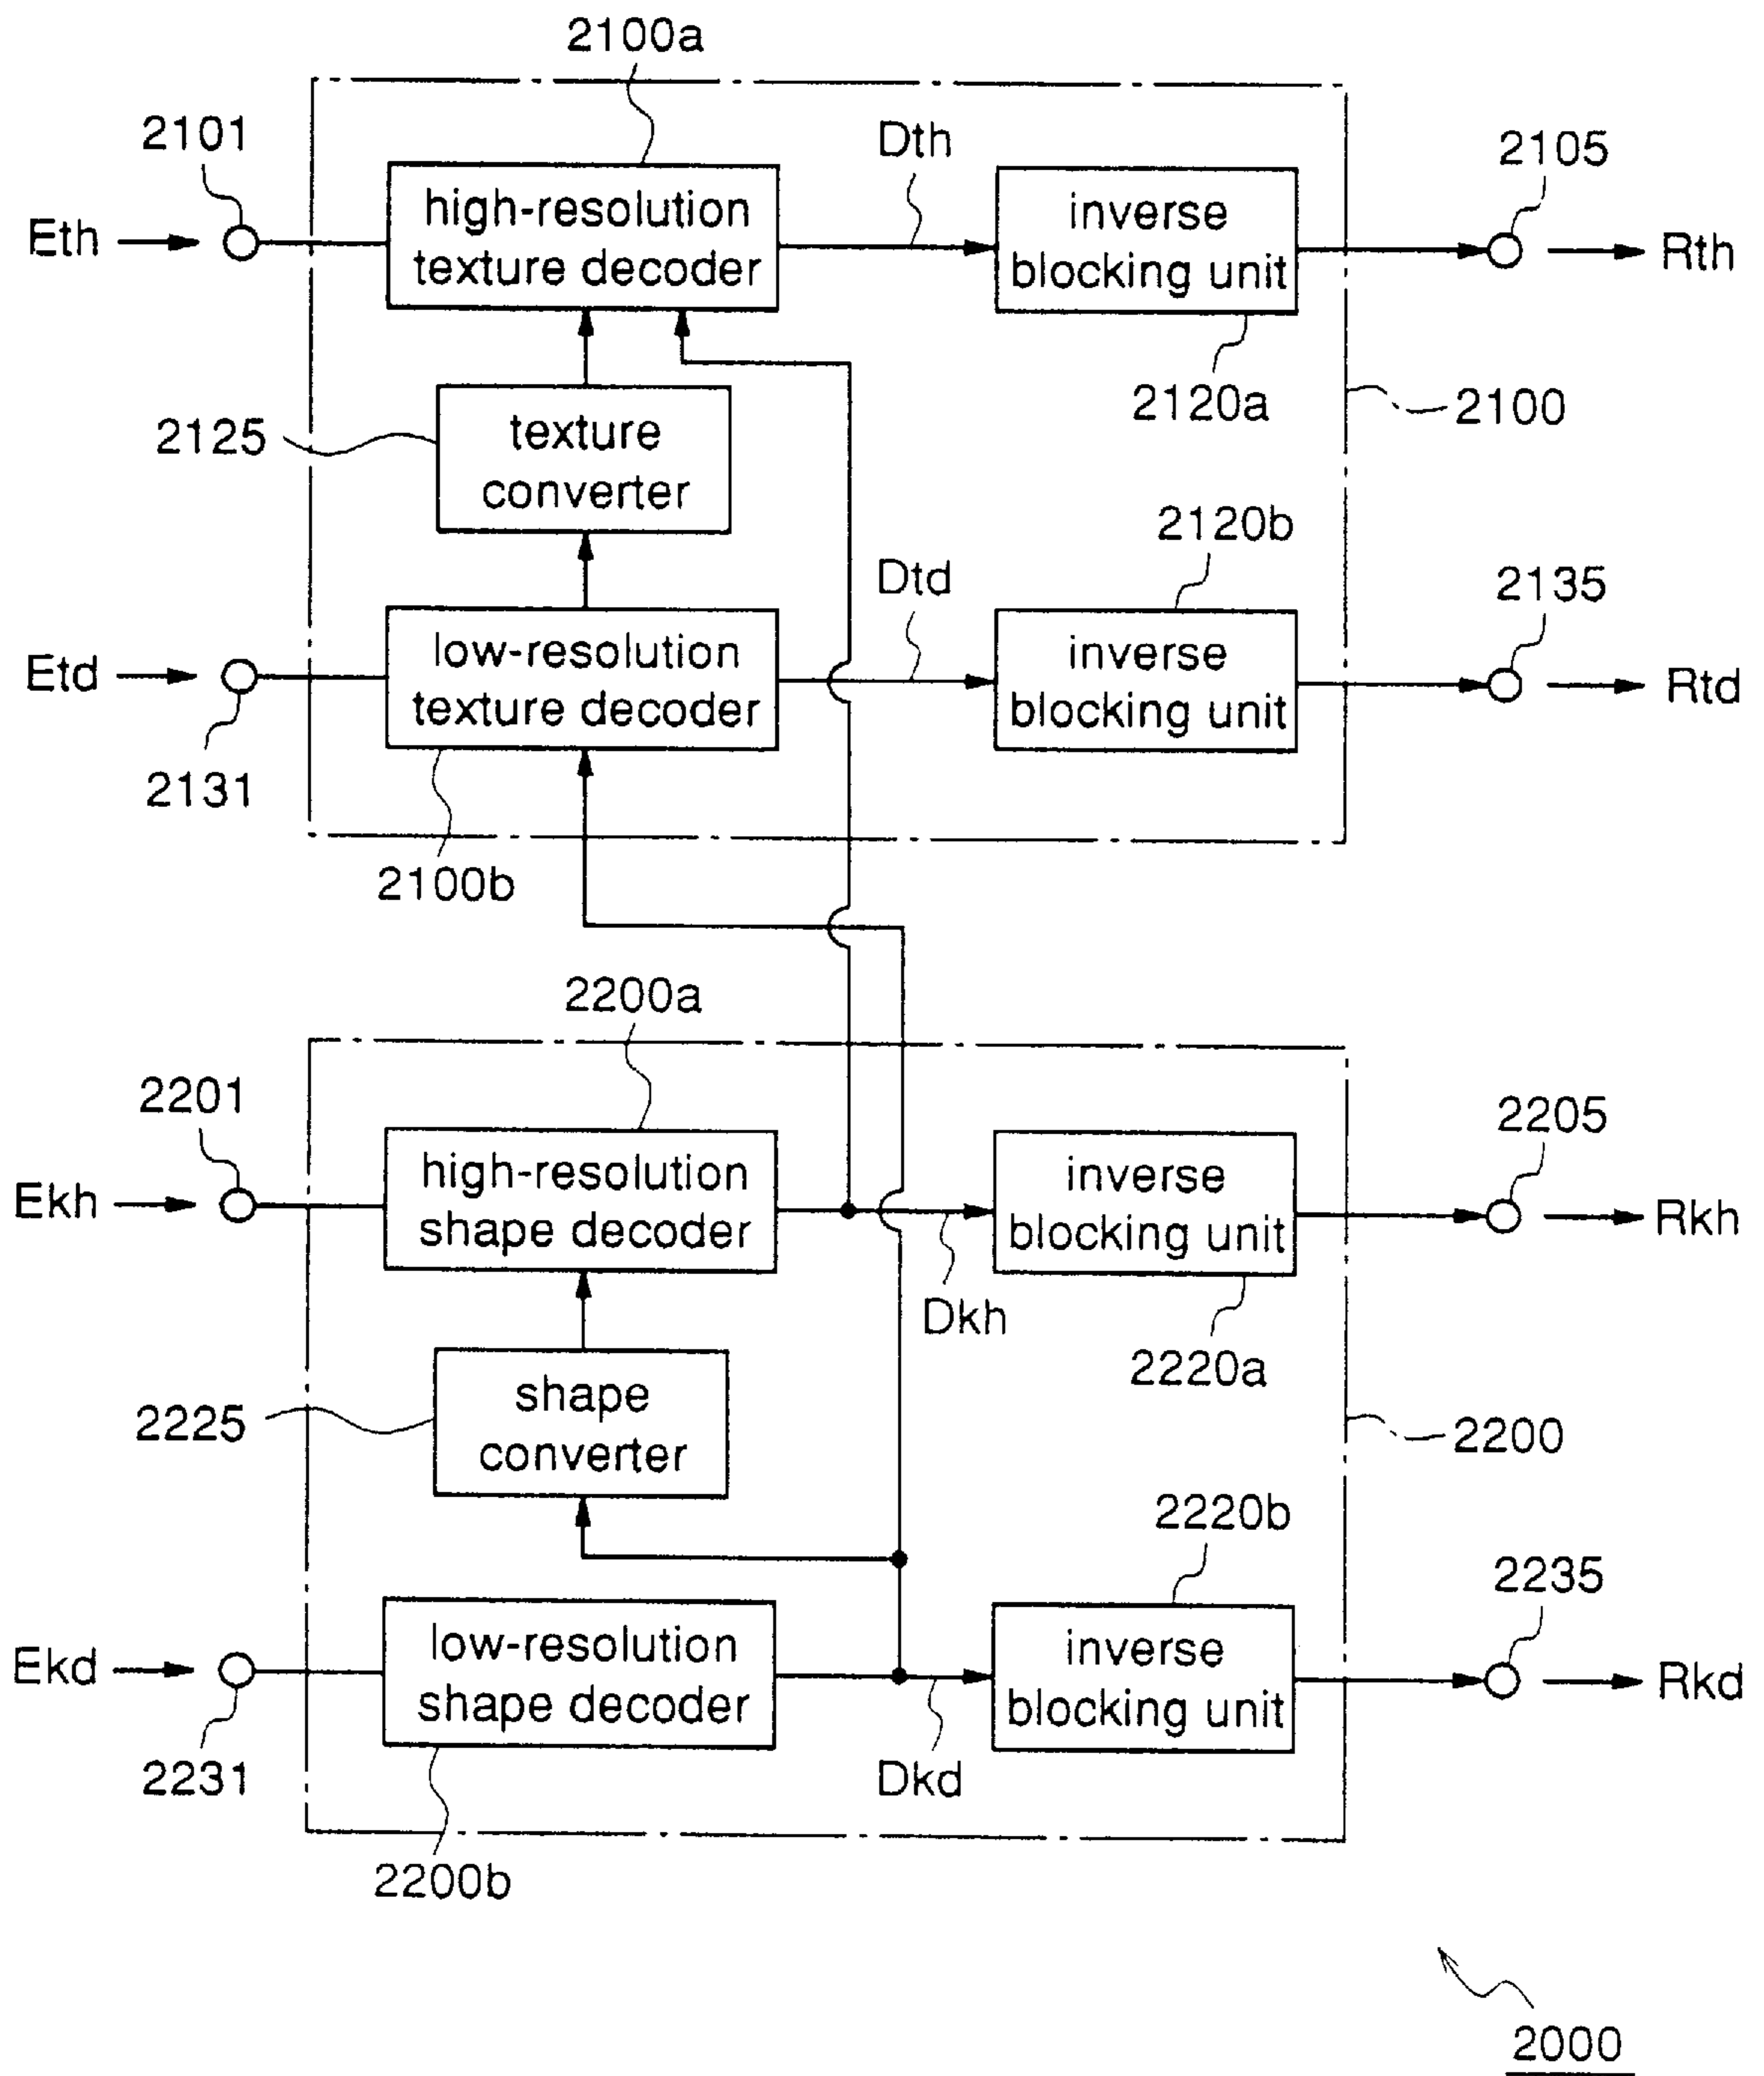 2100a
2101
Dth
2105
Eth
high-resolution
texture decoder
inverse
blocking unit
Rth
2120a
2100
2125
texture
converter
2120b
Dtd
2135
Etd
low-resolution
texture decoder
inverse
blocking unit
Rtd
2131
2100b
2200a
2201
2205
Ekh
high-resolution
shape decoder
inverse
blocking unit
Rkh
Dkh
2220a
2225
shape
converter
2200
2220b
2235
Ekd
low-resolution
shape decoder
inverse
blocking unit
Rkd
2231
Dkd
2200b
2000